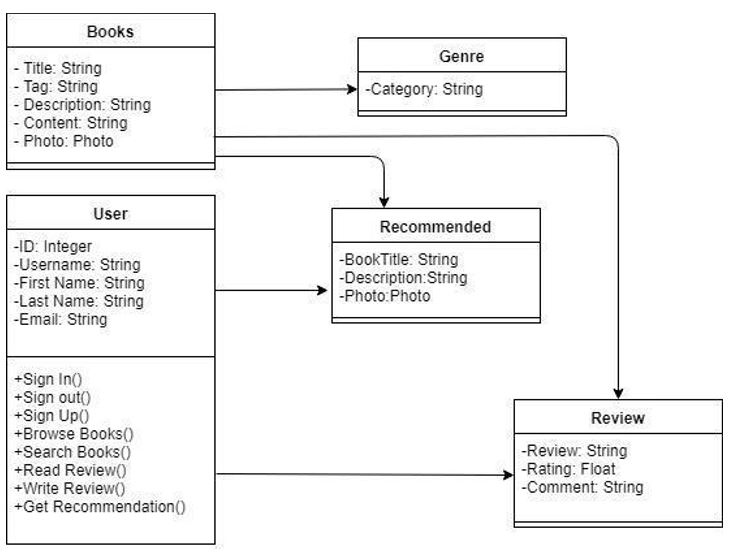 Books
- Title: String
- Tag: String
- Description: String
- Content: String
- Photo: Photo
Genre
-Category: String
User
-ID: Integer
-Username: String
-First Name: String
-Last Name: String
-Email: String
+Sign In()
+Sign out()
+Sign Up()
+Browse Books()
+Search Books()
+Read Review()
+Write Review()
+Get Recommendation()
Recommended
-BookTitle: String
-Description:String
-Photo:Photo
Review
-Review: String
-Rating: Float
-Comment: String